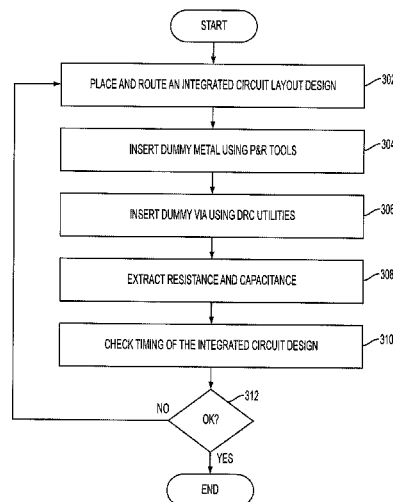 START
PLACE AND ROUTE AN INTEGRATED CIRCUIT LAYOUT DESIGN
302
INSERT DUMMY METAL USING P&R TOOLS
304
INSERT DUMMY VIA USING DRC UTILITIES
306
EXTRACT RESISTANCE AND CAPACITANCE
308
CHECK TIMING OF THE INTEGRATED CIRCUIT DESIGN
310
312
NO
OK?
YES
END